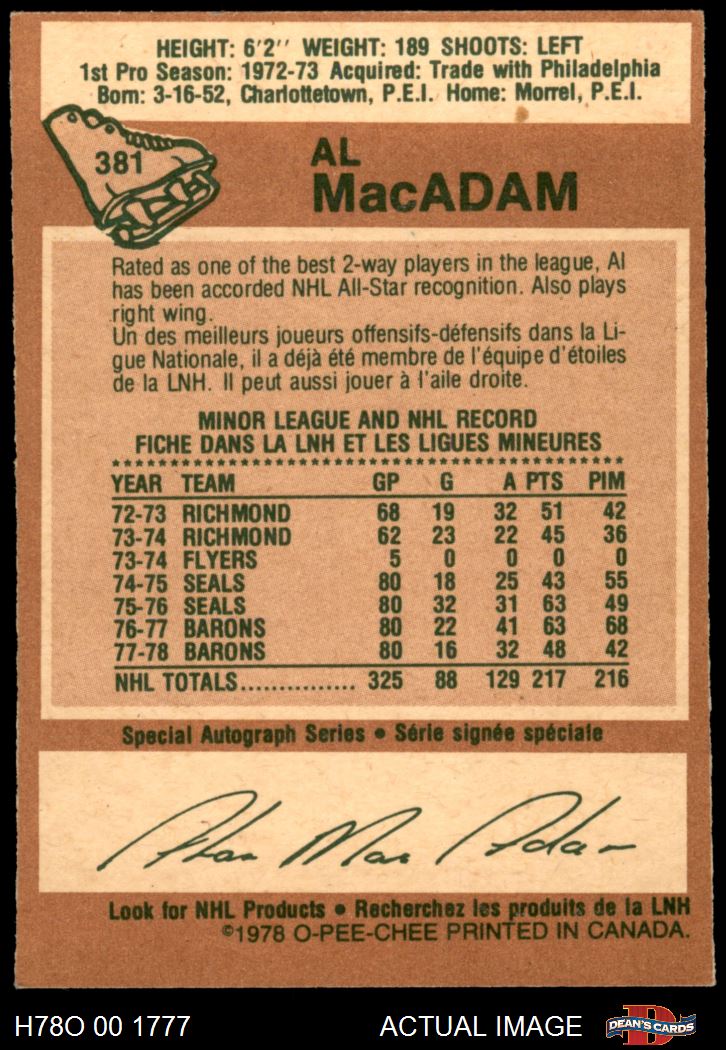 HEIGHT: 6'2'' WEIGHT: 189 SHOOTS: LEFT
1st Pro Season: 1972-73 Acquired: Trade with Philadelphia
Born: 3-16-52, Charlottetown, P.E.I. Home: Morrel, P.E.I.
381
AL
MacADAM
Rated as one of the best 2-way players in the league, Al
has been accorded NHL All-Star recognition. Also plays
right wing.
Un des meilleurs joueurs offensifs-défensifs dans la Li-
gue Nationale, il a déjà été membre de l'équipe d'étoiles
de la LNH. Il peut aussi jouer à l'aile droite.
MINOR LEAGUE AND NHL RECORD
FICHE DANS LA LNH ET LES LIGUES MINEURES
YEAR TEAM GP G A PTS PIM
72-73 RICHMOND 68 19 32 51 42
73-74 RICHMOND 62 23 22 45 36
73-74 FLYERS 5 0 0 0 0
74-75 SEALS 80 18 25 43 55
75-76 SEALS 80 32 31 63 49
76-77 BARONS 80 22 41 63 68
77-78 BARONS 80 16 32 48 42
NHL TOTALS............... 325 88 129 217 216
Special Autograph Series • Série signée spéciale
Alan Mac Adam
Look for NHL Products • Recherchez les produits de la LNH
©1978 O-PEE-CHEE PRINTED IN CANADA.
H78O 00 1777 ACTUAL IMAGE D DEAN'S CARDS